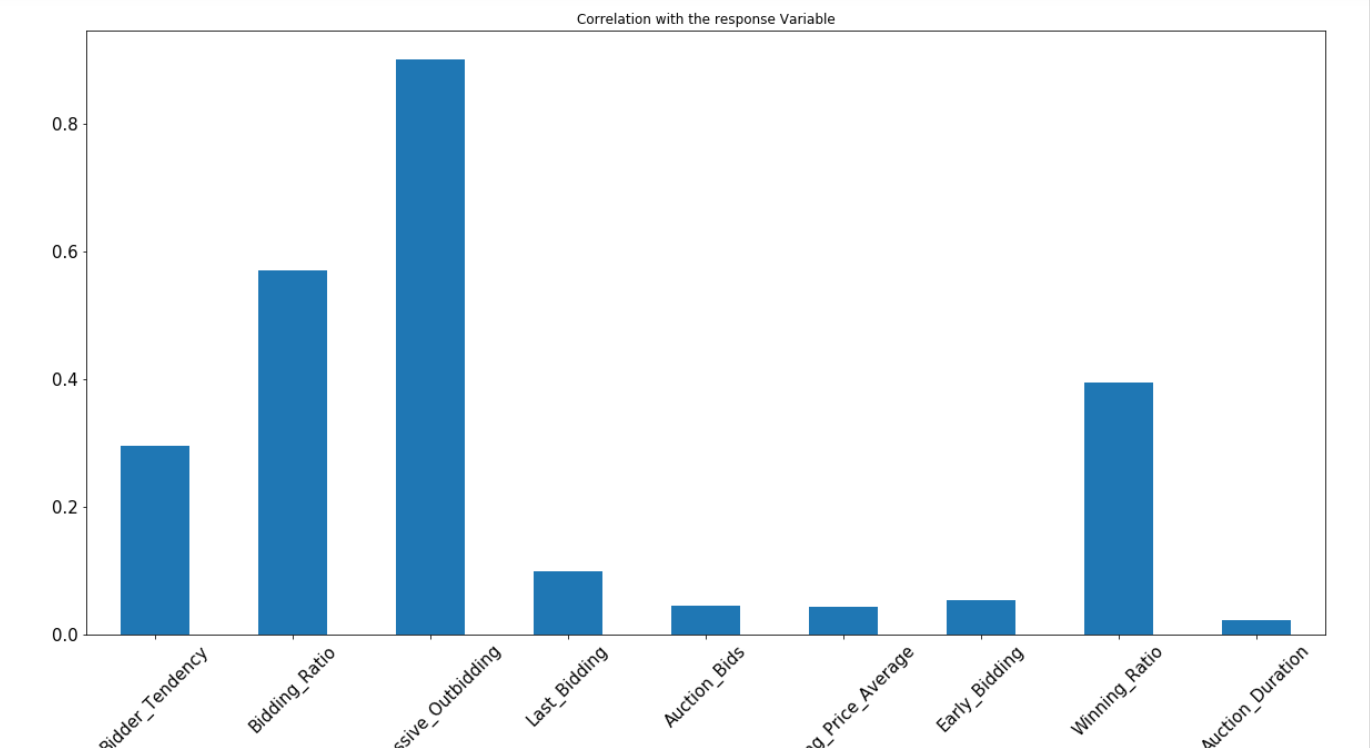 Correlation with the response Variable
0.8
0.6
0.4
0.2
0.0
Bidder_Tendency
Bidding_Ratio
ssive_Outbidding
Last_Bidding
Auction_Bids
ng_Price_Average
Early_Bidding
Winning_Ratio
Auction_Duration